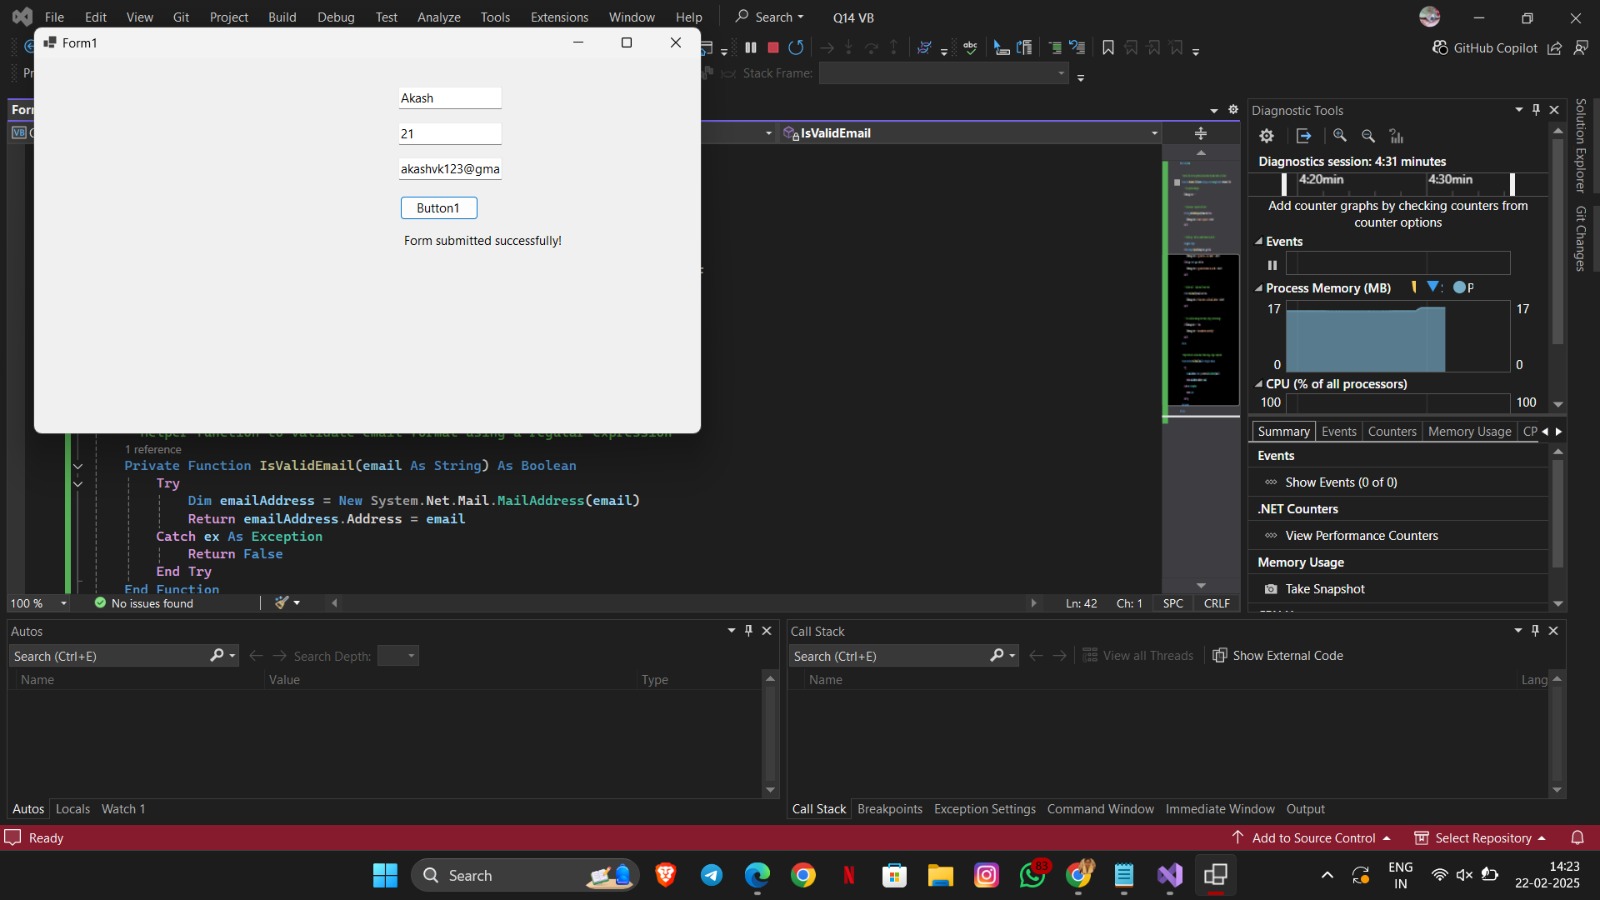 File Edit View Git Project Build Debug Test Analyze Tools Extensions Window Help Search Q14 VB
Form1
GitHub Copilot
Stack Frame:
Akash
21
akashvk123@gma
Button1
Form submitted successfully!
IsValidEmail
1 reference
Private Function IsValidEmail(email As String) As Boolean
Try
Dim emailAddress = New System.Net.Mail.MailAddress(email)
Return emailAddress.Address = email
Catch ex As Exception
Return False
End Try
End Function
100 % No issues found Ln: 42 Ch: 1 SPC CRLF
Diagnostic Tools
Diagnostics session: 4:31 minutes
4:20min 4:30min
Add counter graphs by checking counters from
counter options
Events
Process Memory (MB) P
17 17
0 0
CPU (% of all processors)
100 100
Summary Events Counters Memory Usage CP
Events
Show Events (0 of 0)
.NET Counters
View Performance Counters
Memory Usage
Take Snapshot
Solution Explorer
Git Changes
Autos
Search (Ctrl+E) Search Depth:
Name Value Type
Autos Locals Watch 1
Call Stack
Search (Ctrl+E) View all Threads Show External Code
Name Lang
Call Stack Breakpoints Exception Settings Command Window Immediate Window Output
Ready Add to Source Control Select Repository
Search
83
ENG
IN
14:23
22-02-2025